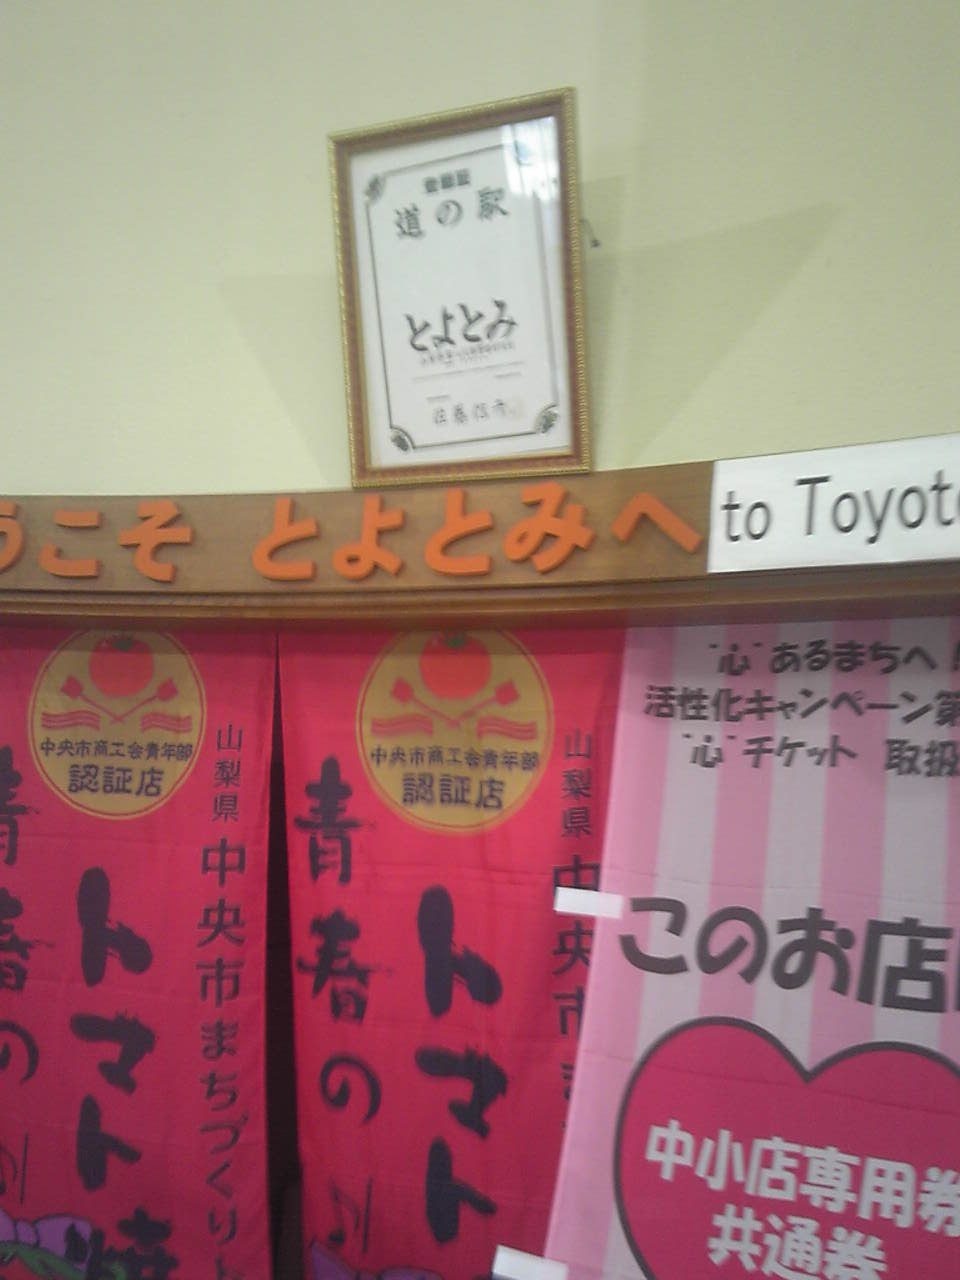 登録証
道の駅
とよとみ
うこそ とよとみへ
to Toyoto
中央市商工会青年部
認証店
山梨県 中央市まちづくり
青春の
トマト焼
中央市商工会青年部
認証店
山梨県 中央市ま
青春の
トマト
"心"あるまちへ!
活性化キャンペーン第
"心"チケット 取扱
このお店
中小店専用券
共通券